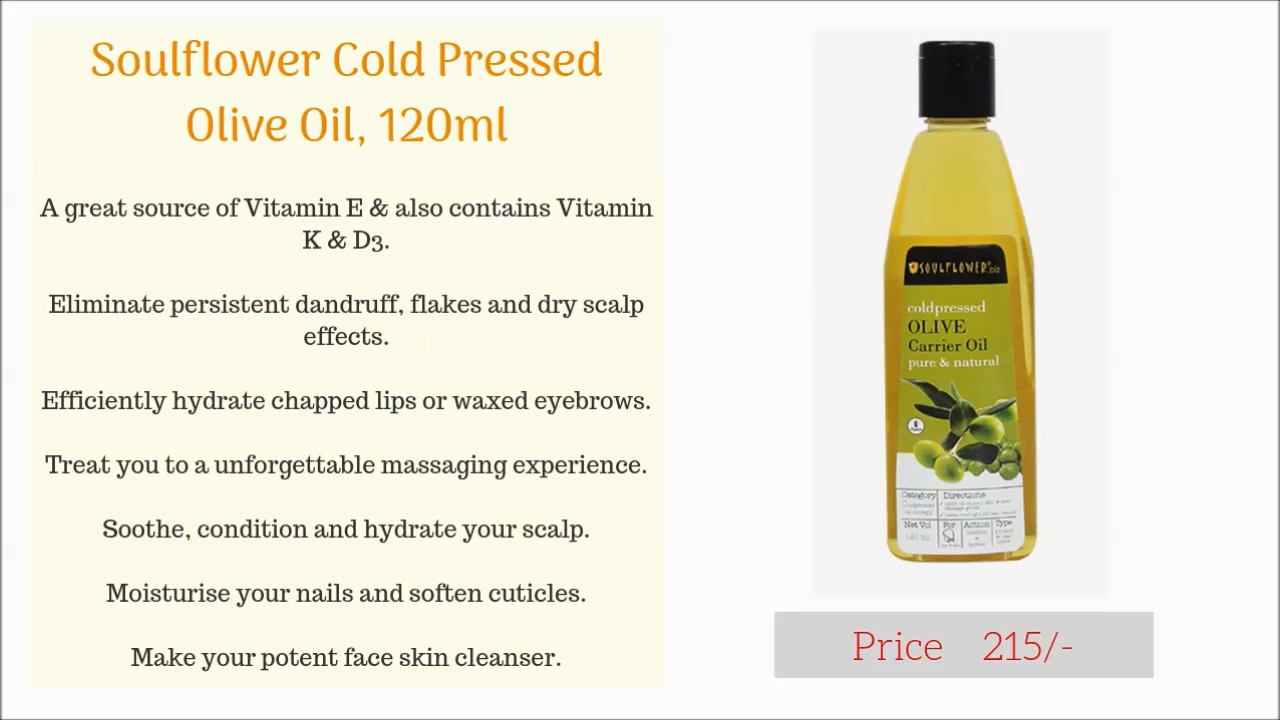 Soulflower Cold Pressed
Olive Oil, 120ml
A great source of Vitamin E & also contains Vitamin
K & D3.
Eliminate persistent dandruff, flakes and dry scalp
effects.
Efficiently hydrate chapped lips or waxed eyebrows.
Treat you to a unforgettable massaging experience.
Soothe, condition and hydrate your scalp.
Moisturise your nails and soften cuticles.
Make your potent face skin cleanser.
SOULFLOWER.biz
coldpressed
OLIVE
Carrier Oil
pure & natural
Category Directions
Net Vol For Action Type
120 ml
Price 215/-